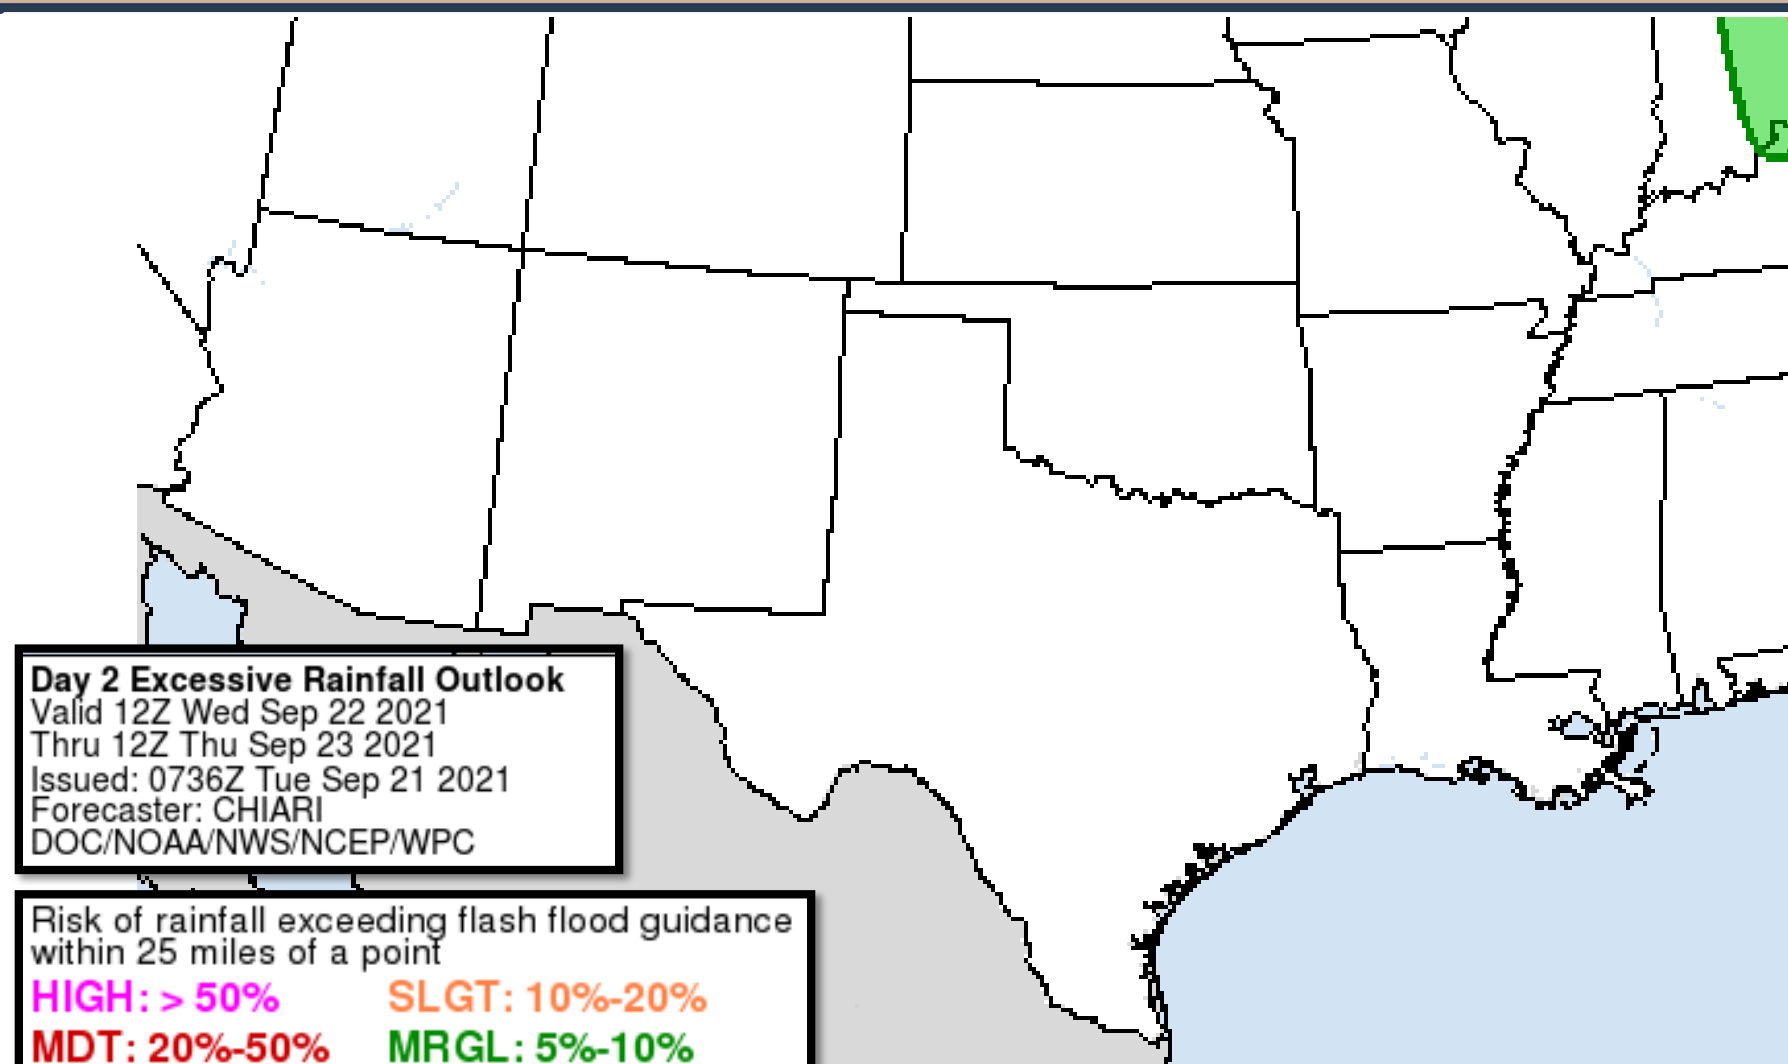 Day 2 Excessive Rainfall Outlook
Valid 12Z Wed Sep 22 2021
Thru 12Z Thu Sep 23 2021
Issued: 0736Z Tue Sep 21 2021
Forecaster: CHIARI
DOC/NOAA/NWS/NCEP/WPC
Risk of rainfall exceeding flash flood guidance
within 25 miles of a point
HIGH: > 50% SLGT: 10%-20%
MDT: 20%-50% MRGL: 5%-10%